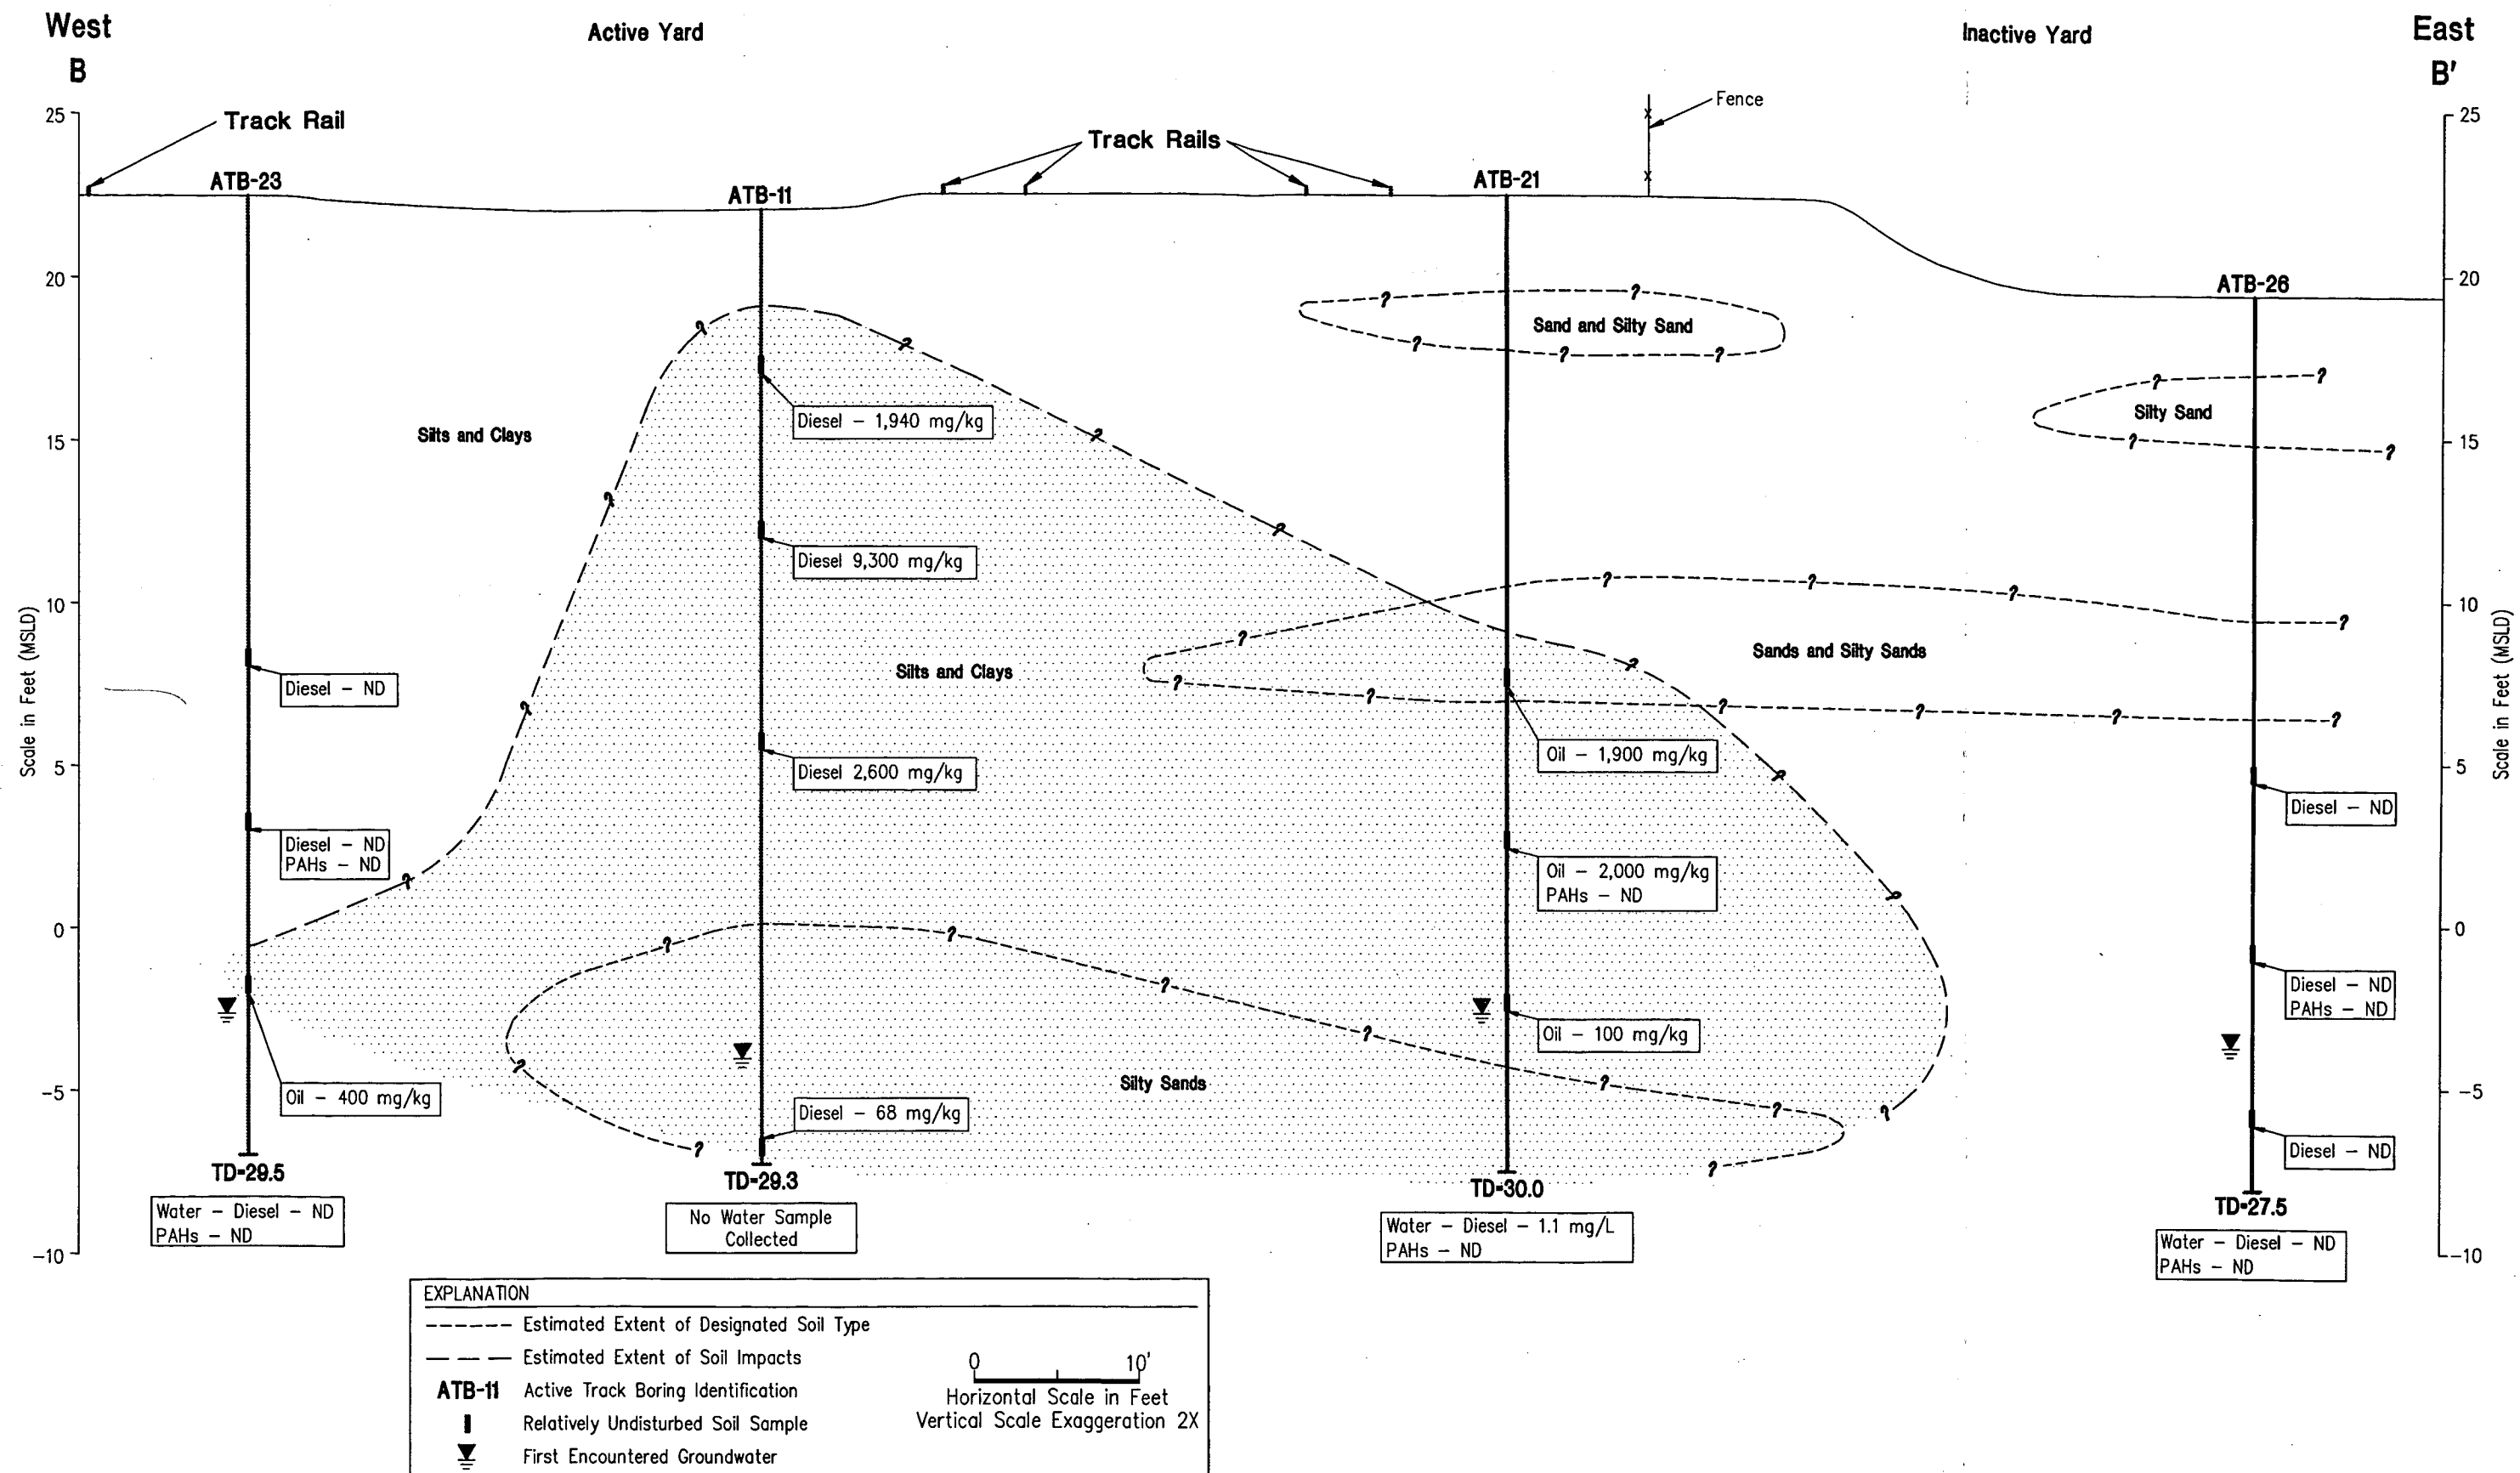 West
B
Active Yard
Inactive Yard
East
B'
Fence
Track Rail
Track Rails
ATB-23
ATB-11
ATB-21
ATB-26
25
20
15
10
5
0
-5
-10
Scale in Feet (MSLD)
25
20
15
10
5
0
-5
-10
Scale in Feet (MSLD)
Sand and Silty Sand
Silty Sand
Silts and Clays
Sands and Silty Sands
Silts and Clays
Silty Sands
Diesel - ND
Diesel - ND
PAHs - ND
Oil - 400 mg/kg
TD=29.5
Water - Diesel - ND
PAHs - ND
Diesel - 1,940 mg/kg
Diesel 9,300 mg/kg
Diesel 2,600 mg/kg
Diesel - 68 mg/kg
TD=29.3
No Water Sample
Collected
Oil - 1,900 mg/kg
Oil - 2,000 mg/kg
PAHs - ND
Oil - 100 mg/kg
TD=30.0
Water - Diesel - 1.1 mg/L
PAHs - ND
Diesel - ND
Diesel - ND
PAHs - ND
Diesel - ND
TD=27.5
Water - Diesel - ND
PAHs - ND
EXPLANATION
Estimated Extent of Designated Soil Type
Estimated Extent of Soil Impacts
ATB-11 Active Track Boring Identification
Relatively Undisturbed Soil Sample
First Encountered Groundwater
0 10'
Horizontal Scale in Feet
Vertical Scale Exaggeration 2X